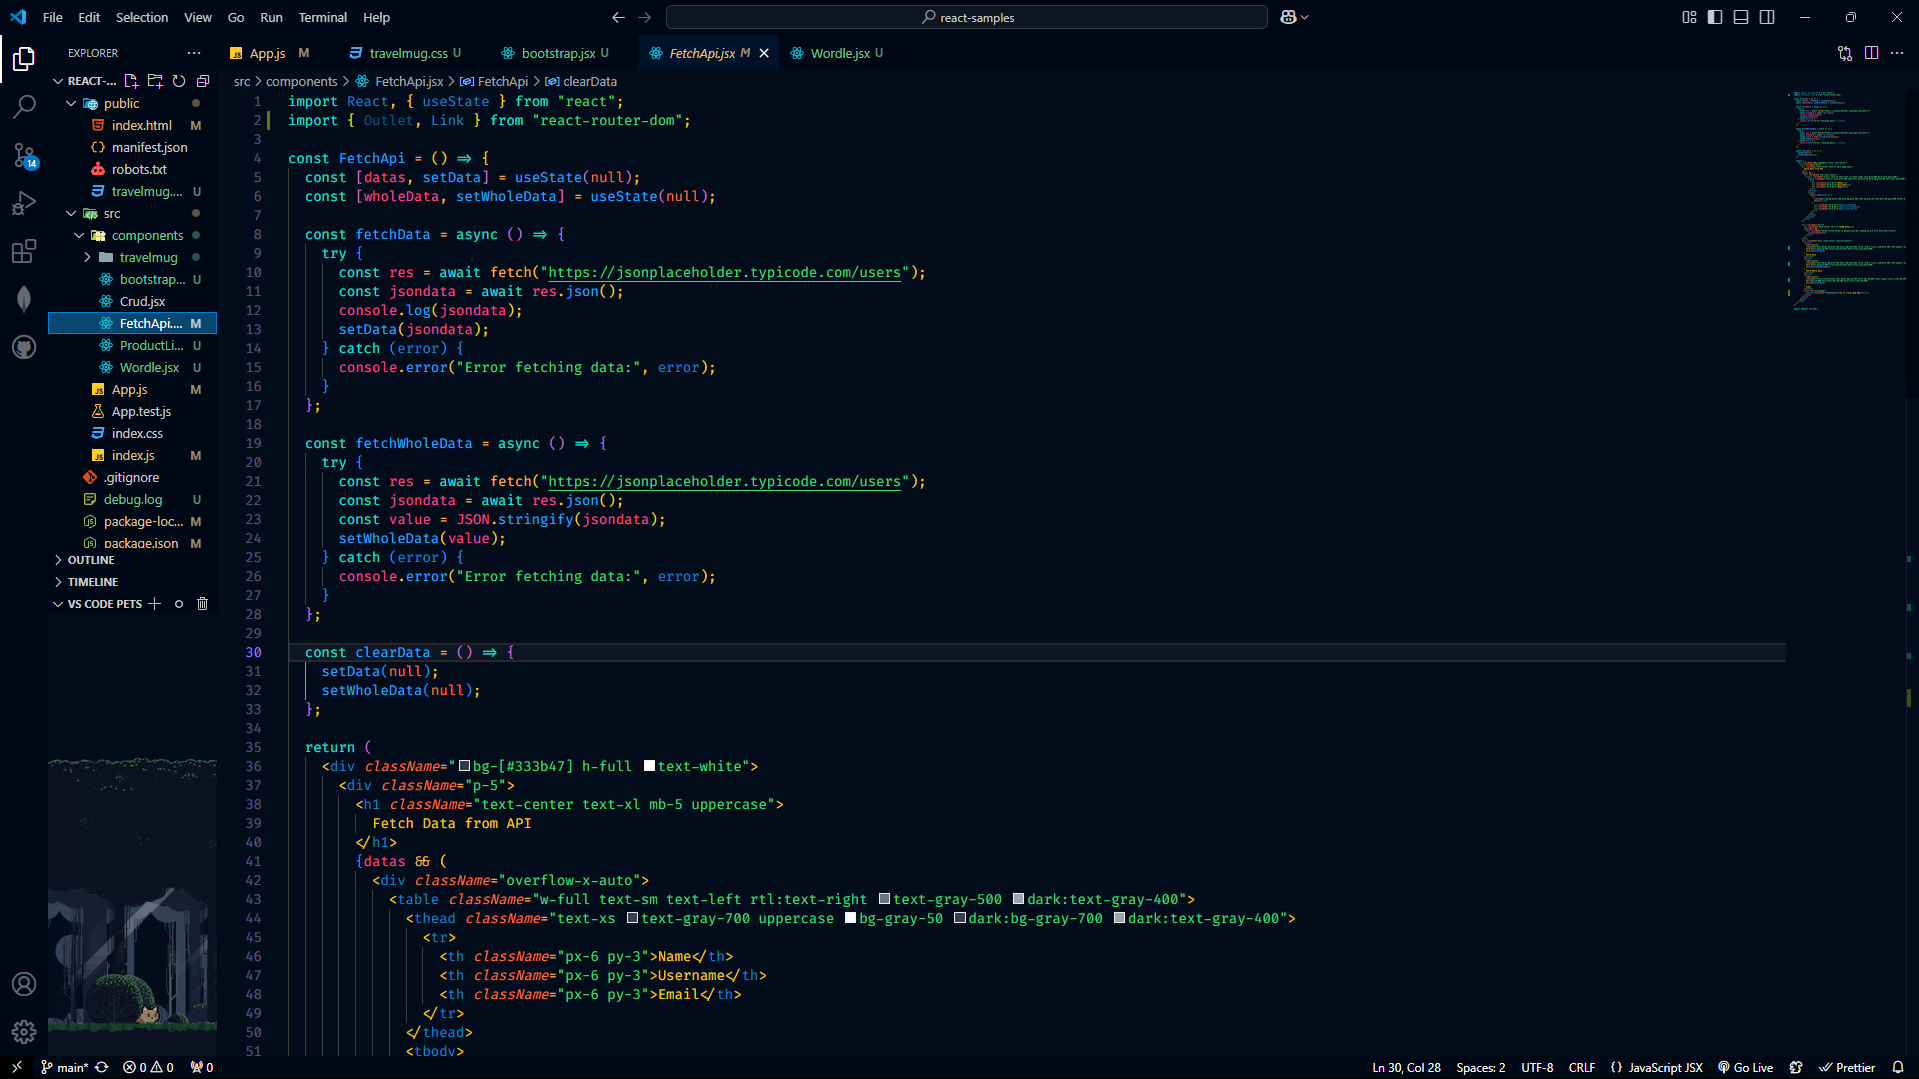 File Edit Selection View Go Run Terminal Help
react-samples
EXPLORER
REACT-...
public
index.html M
manifest.json
robots.txt
travelmug.... U
src
components
travelmug
bootstrap... U
Crud.jsx
FetchApi.... M
ProductLi... U
Wordle.jsx U
App.js M
App.test.js
index.css
index.js M
.gitignore
debug.log U
package-loc... M
package.json M
OUTLINE
TIMELINE
VS CODE PETS
14
App.js M travelmug.css U bootstrap.jsx U FetchApi.jsx M Wordle.jsx U
src > components > FetchApi.jsx > FetchApi > clearData
1 import React, { useState } from "react";
2 import { Outlet, Link } from "react-router-dom";
3
4 const FetchApi = () => {
5 const [datas, setData] = useState(null);
6 const [wholeData, setWholeData] = useState(null);
7
8 const fetchData = async () => {
9 try {
10 const res = await fetch("https://jsonplaceholder.typicode.com/users");
11 const jsondata = await res.json();
12 console.log(jsondata);
13 setData(jsondata);
14 } catch (error) {
15 console.error("Error fetching data:", error);
16 }
17 };
18
19 const fetchWholeData = async () => {
20 try {
21 const res = await fetch("https://jsonplaceholder.typicode.com/users");
22 const jsondata = await res.json();
23 const value = JSON.stringify(jsondata);
24 setWholeData(value);
25 } catch (error) {
26 console.error("Error fetching data:", error);
27 }
28 };
29
30 const clearData = () => {
31 setData(null);
32 setWholeData(null);
33 };
34
35 return (
36 <div className="bg-[#333b47] h-full text-white">
37 <div className="p-5">
38 <h1 className="text-center text-xl mb-5 uppercase">
39 Fetch Data from API
40 </h1>
41 {datas && (
42 <div className="overflow-x-auto">
43 <table className="w-full text-sm text-left rtl:text-right text-gray-500 dark:text-gray-400">
44 <thead className="text-xs text-gray-700 uppercase bg-gray-50 dark:bg-gray-700 dark:text-gray-400">
45 <tr>
46 <th className="px-6 py-3">Name</th>
47 <th className="px-6 py-3">Username</th>
48 <th className="px-6 py-3">Email</th>
49 </tr>
50 </thead>
51 <tbody>
main* 0 0 0
Ln 30, Col 28 Spaces: 2 UTF-8 CRLF {} JavaScript JSX Go Live Prettier